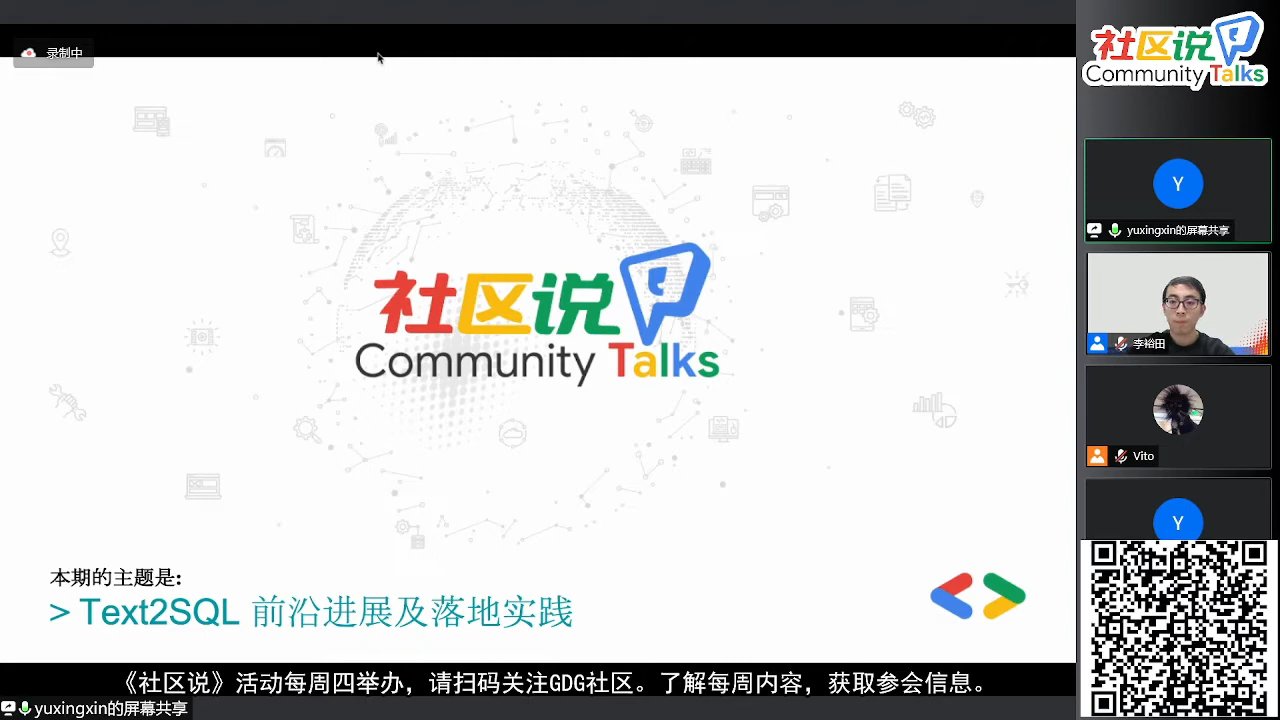 录制中
社区说
Community Talks
本期的主题是:
> Text2SQL 前沿进展及落地实践
《社区说》活动每周四举办，请扫码关注GDG社区。了解每周内容，获取参会信息。
yuxingxin的屏幕共享
社区说
Community Talks
Y
yuxingxin的屏幕共享
李裕田
Vito
Y